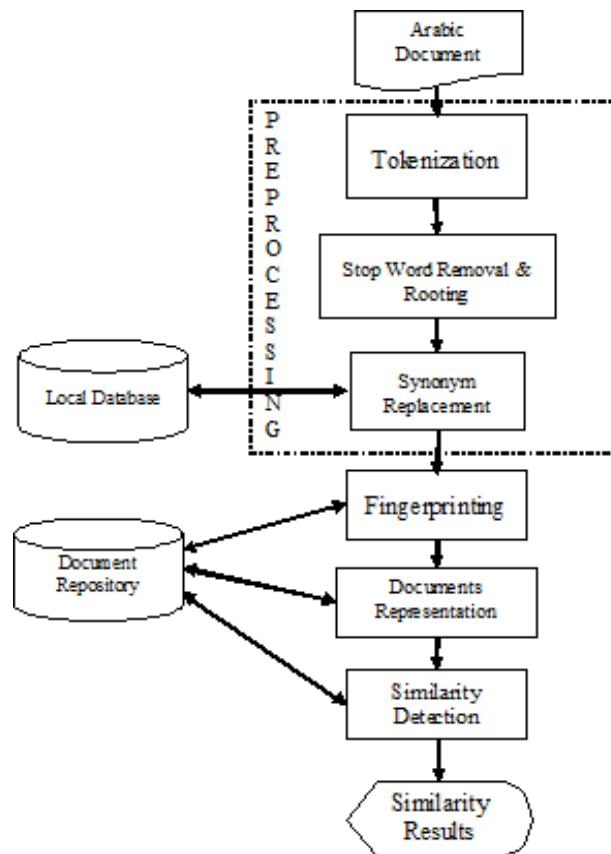 Arabic
Document
PREPROCESSING
Tokenization
Stop Word Removal &
Rooting
Local Database
Synonym
Replacement
Fingerprinting
Document
Repository
Documents
Representation
Similarity
Detection
Similarity
Results